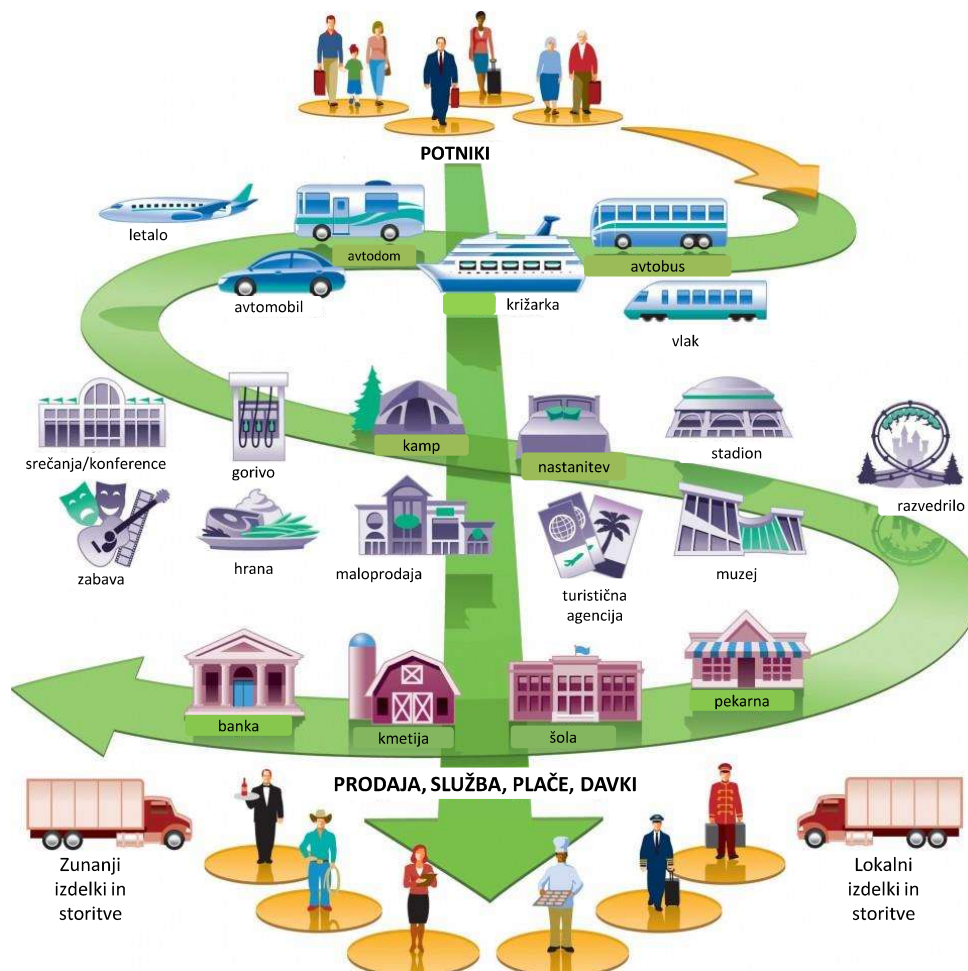 POTNIKI
letalo
avtodom
avtobus
avtomobil
križarka
vlak
srečanja/konference
gorivo
kamp
nastanitev
stadion
razvedrilo
zabava
hrana
maloprodaja
turistična
agencija
muzej
banka
kmetija
šola
pekarna
PRODAJA, SLUŽBA, PLAČE, DAVKI
Zunanji
izdelki in
storitve
Lokalni
izdelki in
storitve